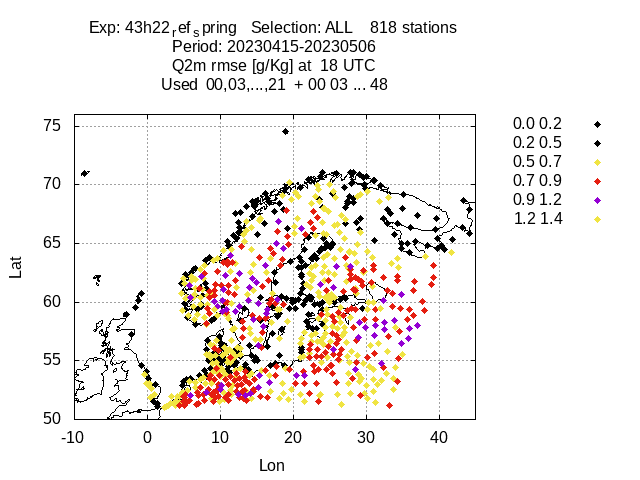 Exp: 43h22refspring Selection: ALL 818 stations
Period: 20230415-20230506
Q2m rmse [g/Kg] at 18 UTC
Used 00,03,...,21 + 00 03 ... 48
0.0 0.2
0.2 0.5
0.5 0.7
0.7 0.9
0.9 1.2
1.2 1.4
75
70
65
60
55
50
Lat
-10 0 10 20 30 40
Lon